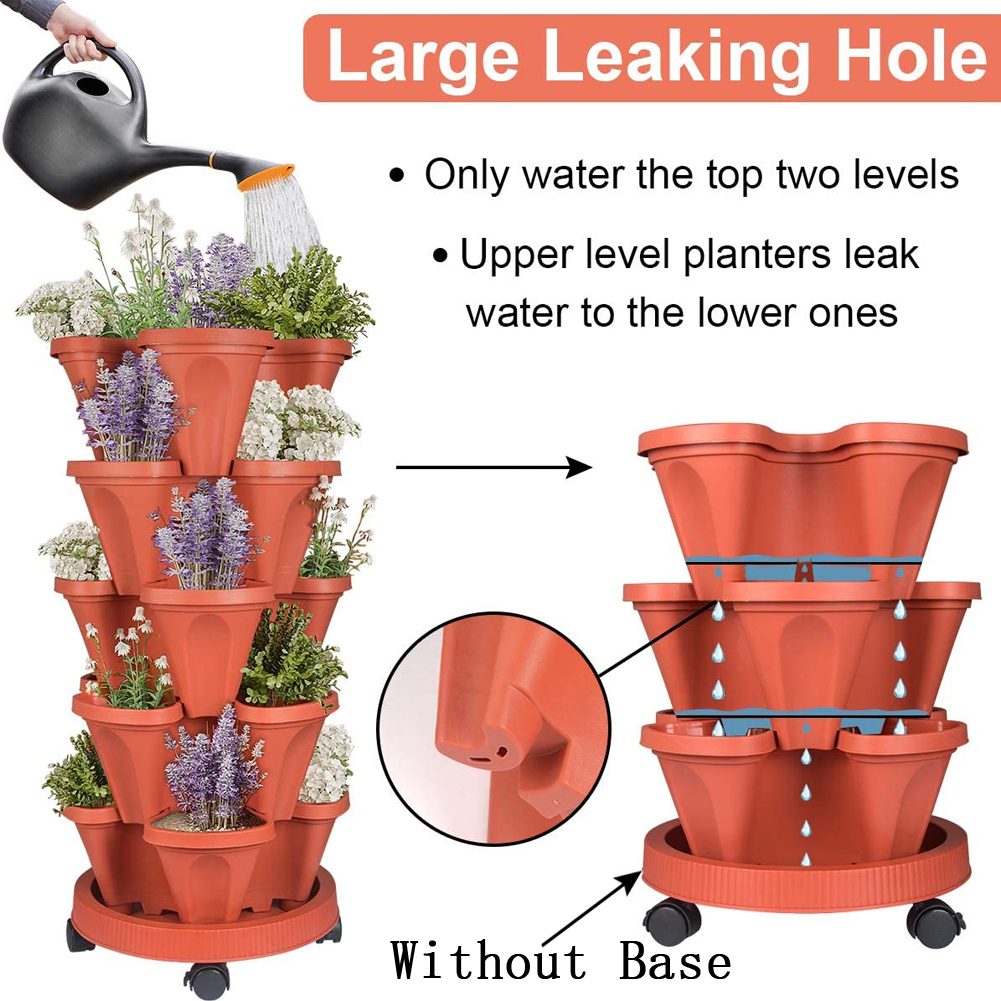 Large Leaking Hole
• Only water the top two levels
• Upper level planters leak
water to the lower ones
Without Base